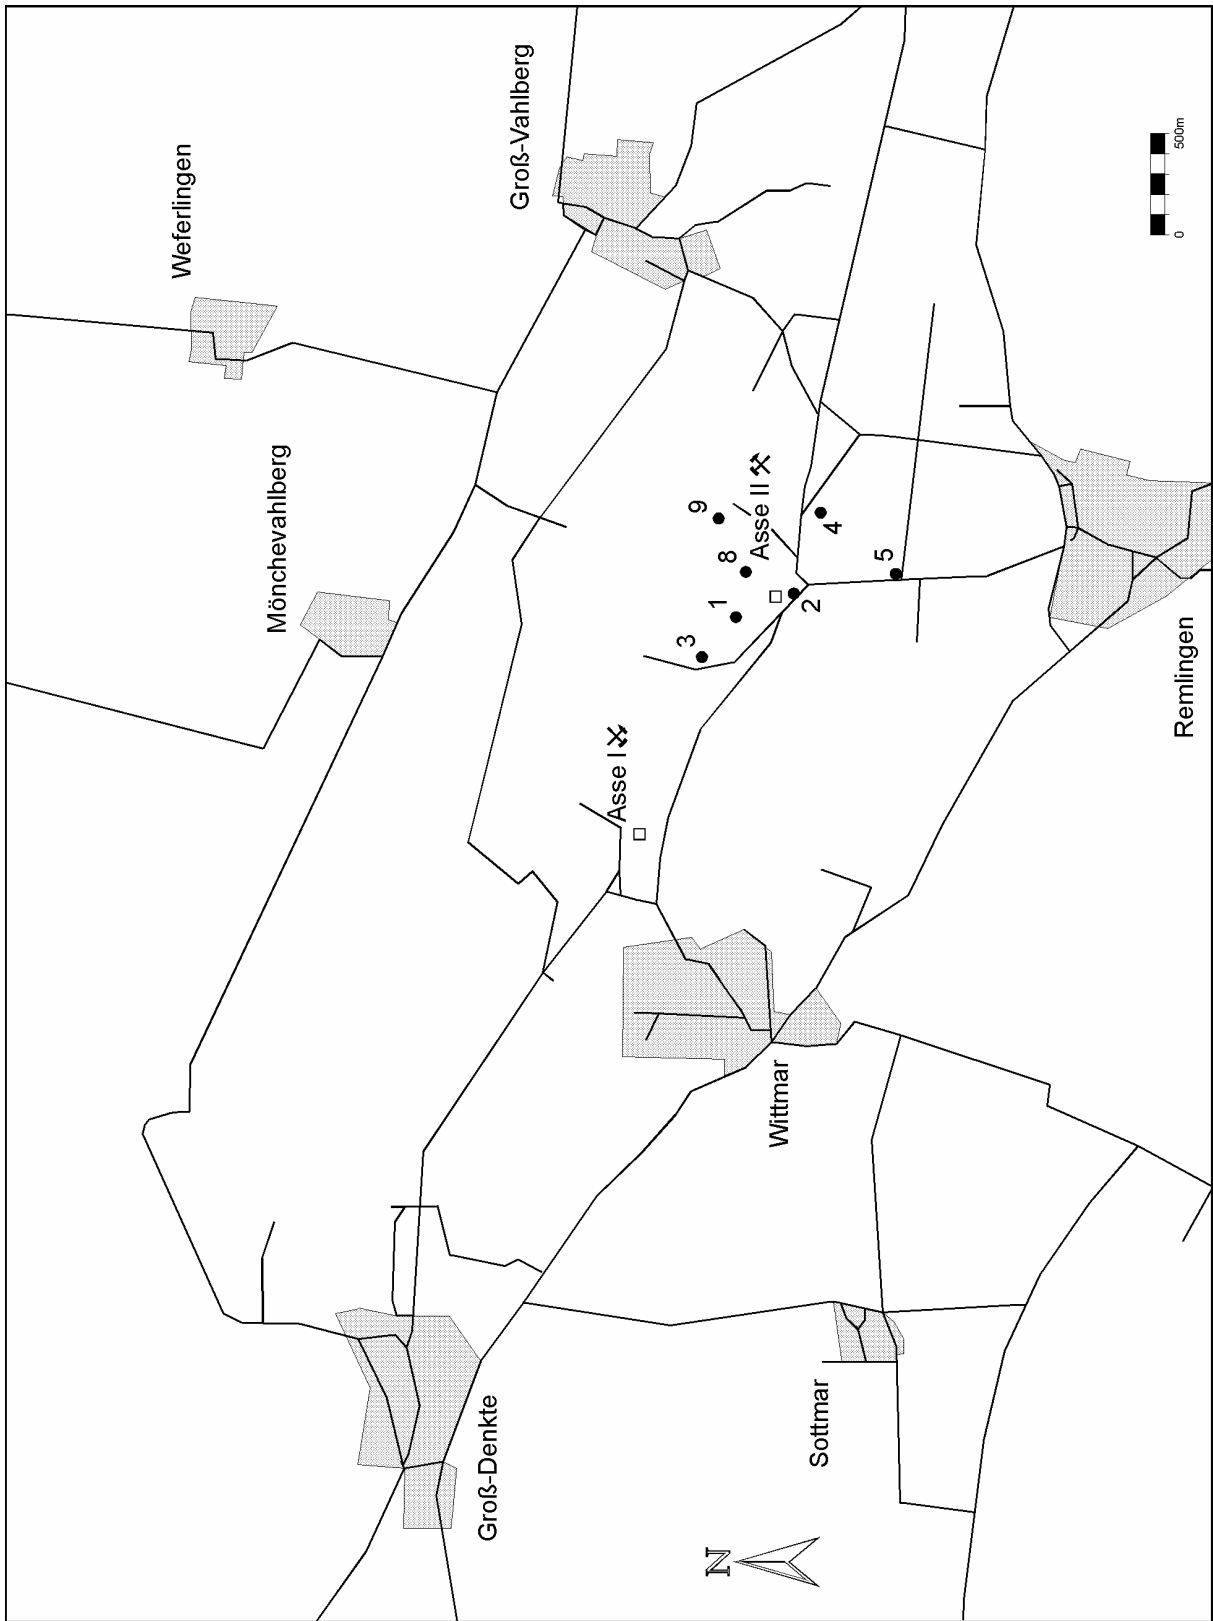 Weferlingen
Mönchevahlberg
Groß-Denkte
Groß-Vahlberg
Asse I
3
9
N
1
8
Asse II
Wittmar
2
Sottmar
4
5
Remlingen
0 500m